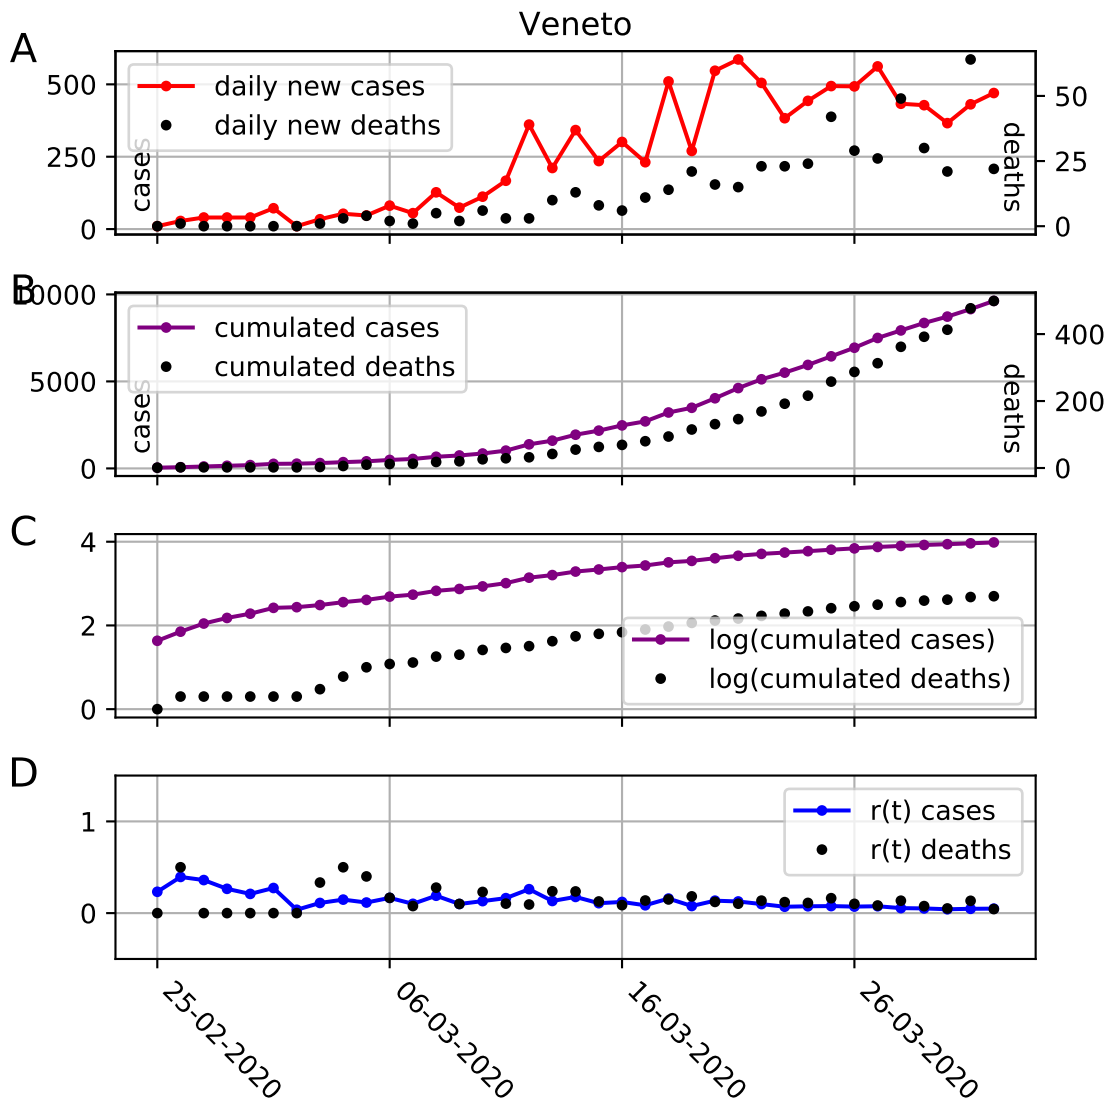 Veneto
A
500
250
0
daily new cases
daily new deaths
cases
50
25
0
deaths
B
10000
5000
0
cumulated cases
cumulated deaths
cases
400
200
0
deaths
C
4
2
0
log(cumulated cases)
log(cumulated deaths)
D
1
0
r(t) cases
r(t) deaths
25-02-2020
06-03-2020
16-03-2020
26-03-2020